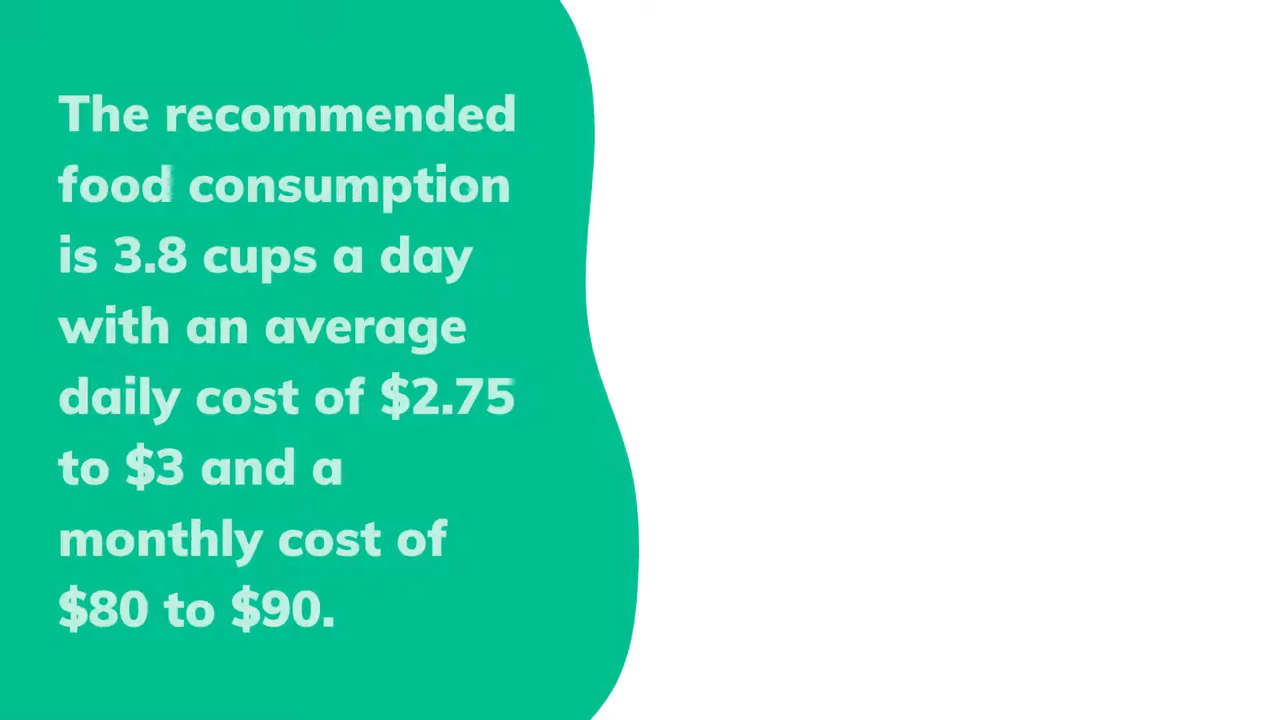 The recommended
food consumption
is 3.8 cups a day
with an average
daily cost of $2.75
to $3 and a
monthly cost of
$80 to $90.